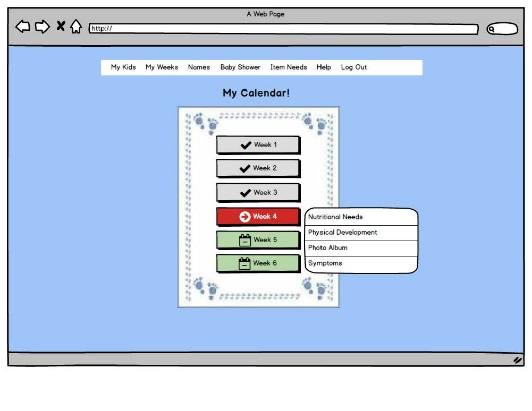 A Web Page
http://
My Kids My Weeks Names Baby Shower Item Needs Help Log Out
My Calendar!
Week 1
Week 2
Week 3
Week 4
Nutritional Needs
Physical Development
Week 5
Photo Album
Week 6
Symptoms